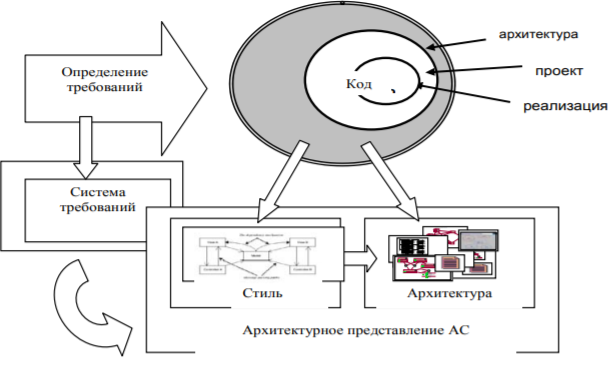 архитектура
Определение
требований
проект
Код
реализация
Система
требований
Стиль
Архитектура
Архитектурное представление АС